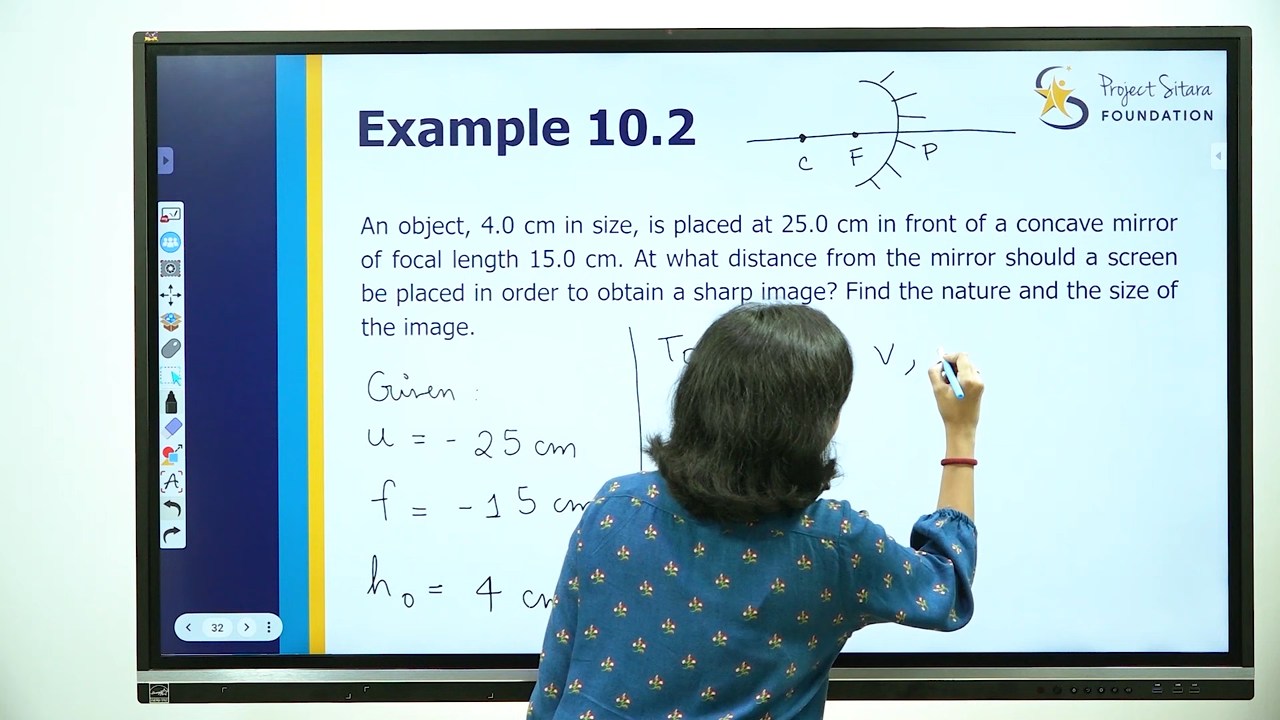 Project Sitara
FOUNDATION
Example 10.2
C F P
An object, 4.0 cm in size, is placed at 25.0 cm in front of a concave mirror
of focal length 15.0 cm. At what distance from the mirror should a screen
be placed in order to obtain a sharp image? Find the nature and the size of
the image.
Given :
u = - 25 cm
f = - 15 cm
h₀ = 4 cm
To v ,
32